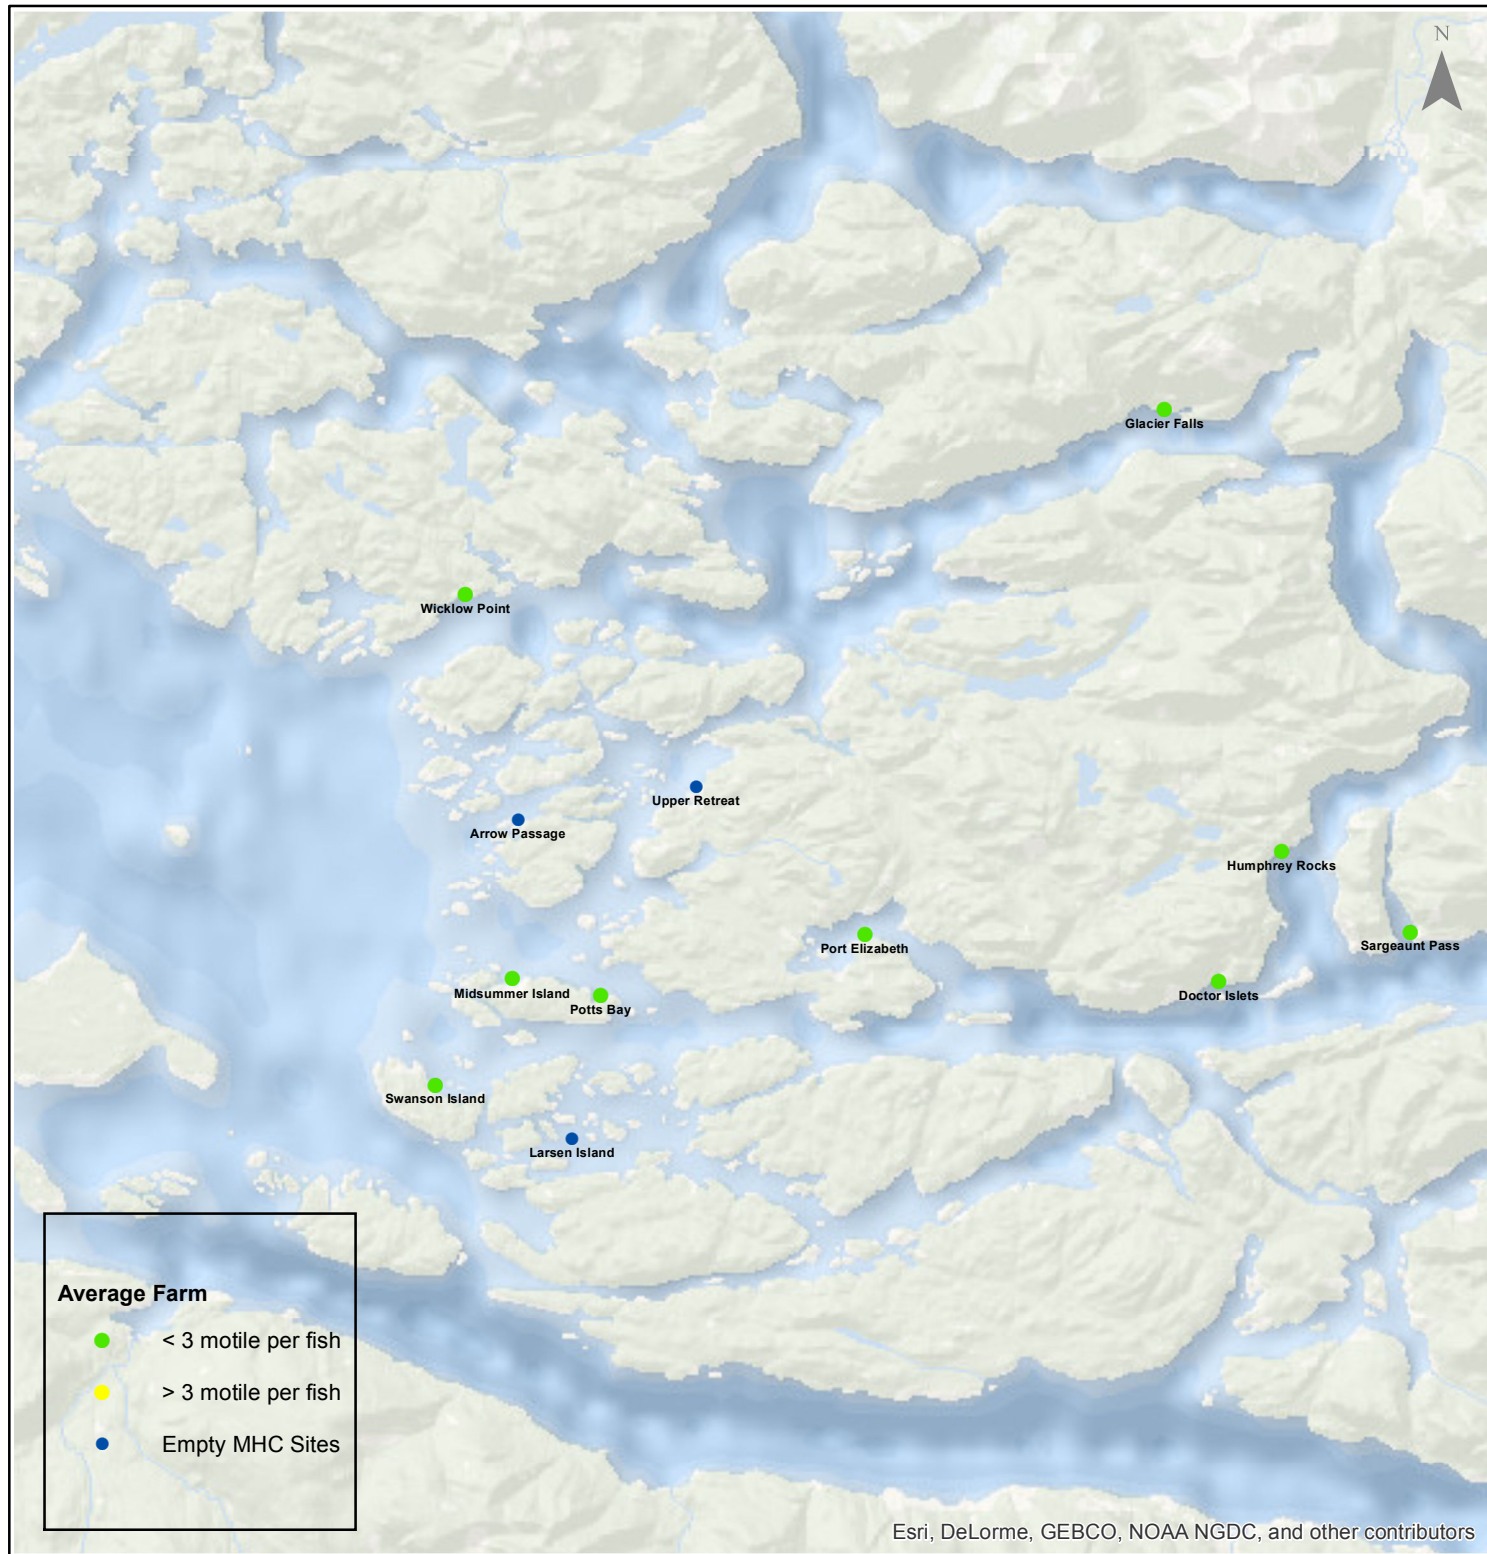 N
Glacier Falls
Wicklow Point
Upper Retreat
Arrow Passage
Humphrey Rocks
Port Elizabeth
Sargeaunt Pass
Midsummer Island
Potts Bay
Doctor Islets
Swanson Island
Larsen Island
Average Farm
< 3 motile per fish
> 3 motile per fish
Empty MHC Sites
Esri, DeLorme, GEBCO, NOAA NGDC, and other contributors